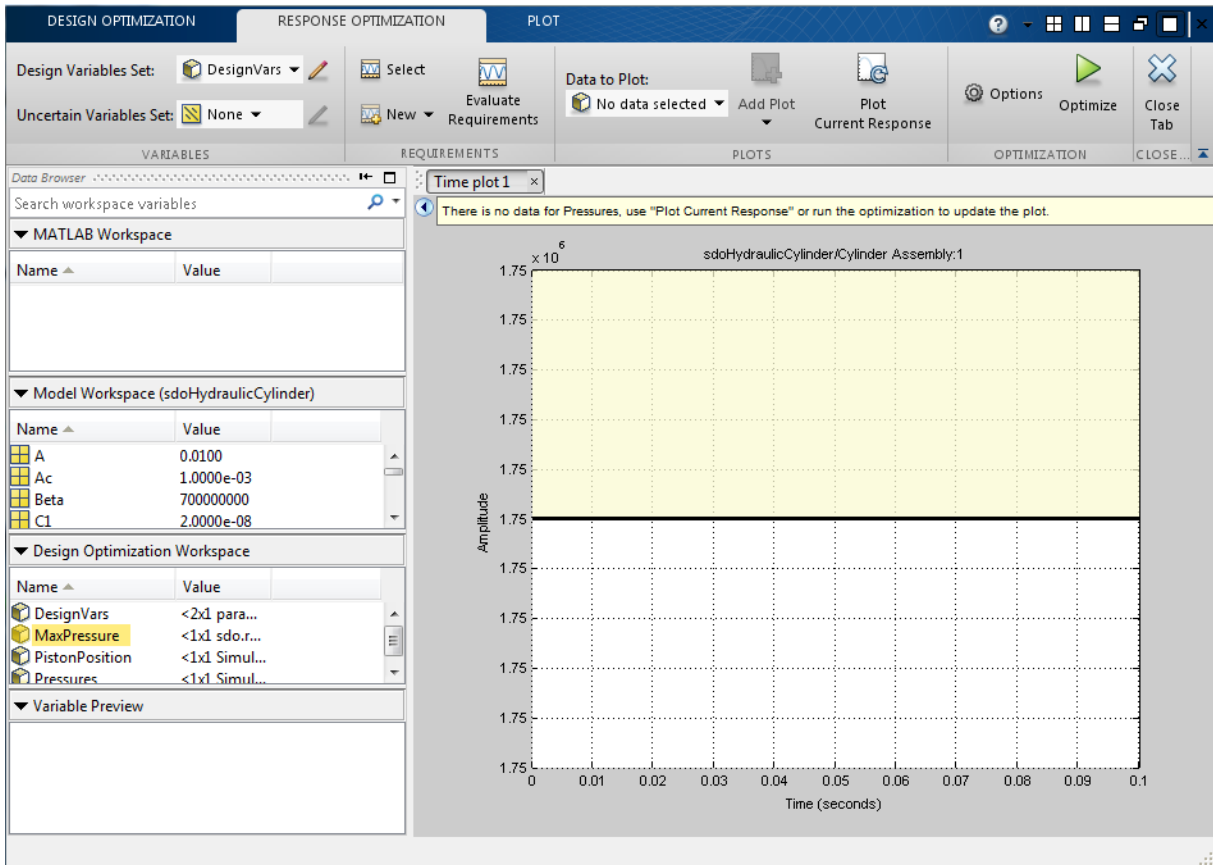 DESIGN OPTIMIZATION RESPONSE OPTIMIZATION PLOT
Design Variables Set: DesignVars
Uncertain Variables Set: None
VARIABLES
Select
New
Evaluate
Requirements
REQUIREMENTS
Data to Plot:
No data selected
Add Plot
Plot
Current Response
PLOTS
Options
Optimize
OPTIMIZATION
Close
Tab
CLOSE...
Data Browser
Search workspace variables
▼ MATLAB Workspace
Name Value
▼ Model Workspace (sdoHydraulicCylinder)
Name Value
A 0.0100
Ac 1.0000e-03
Beta 700000000
C1 2.0000e-08
▼ Design Optimization Workspace
Name Value
DesignVars <2x1 para...
MaxPressure <1x1 sdo.r...
PistonPosition <1x1 Simul...
Pressures <1x1 Simul...
▼ Variable Preview
Time plot 1 ×
There is no data for Pressures, use "Plot Current Response" or run the optimization to update the plot.
x 10^6
sdoHydraulicCylinder/Cylinder Assembly:1
1.75
1.75
1.75
1.75
1.75
1.75
1.75
1.75
1.75
1.75
1.75
Amplitude
0 0.01 0.02 0.03 0.04 0.05 0.06 0.07 0.08 0.09 0.1
Time (seconds)